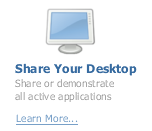 Share Your Desktop
Share or demonstrate
all active applications
Learn More...